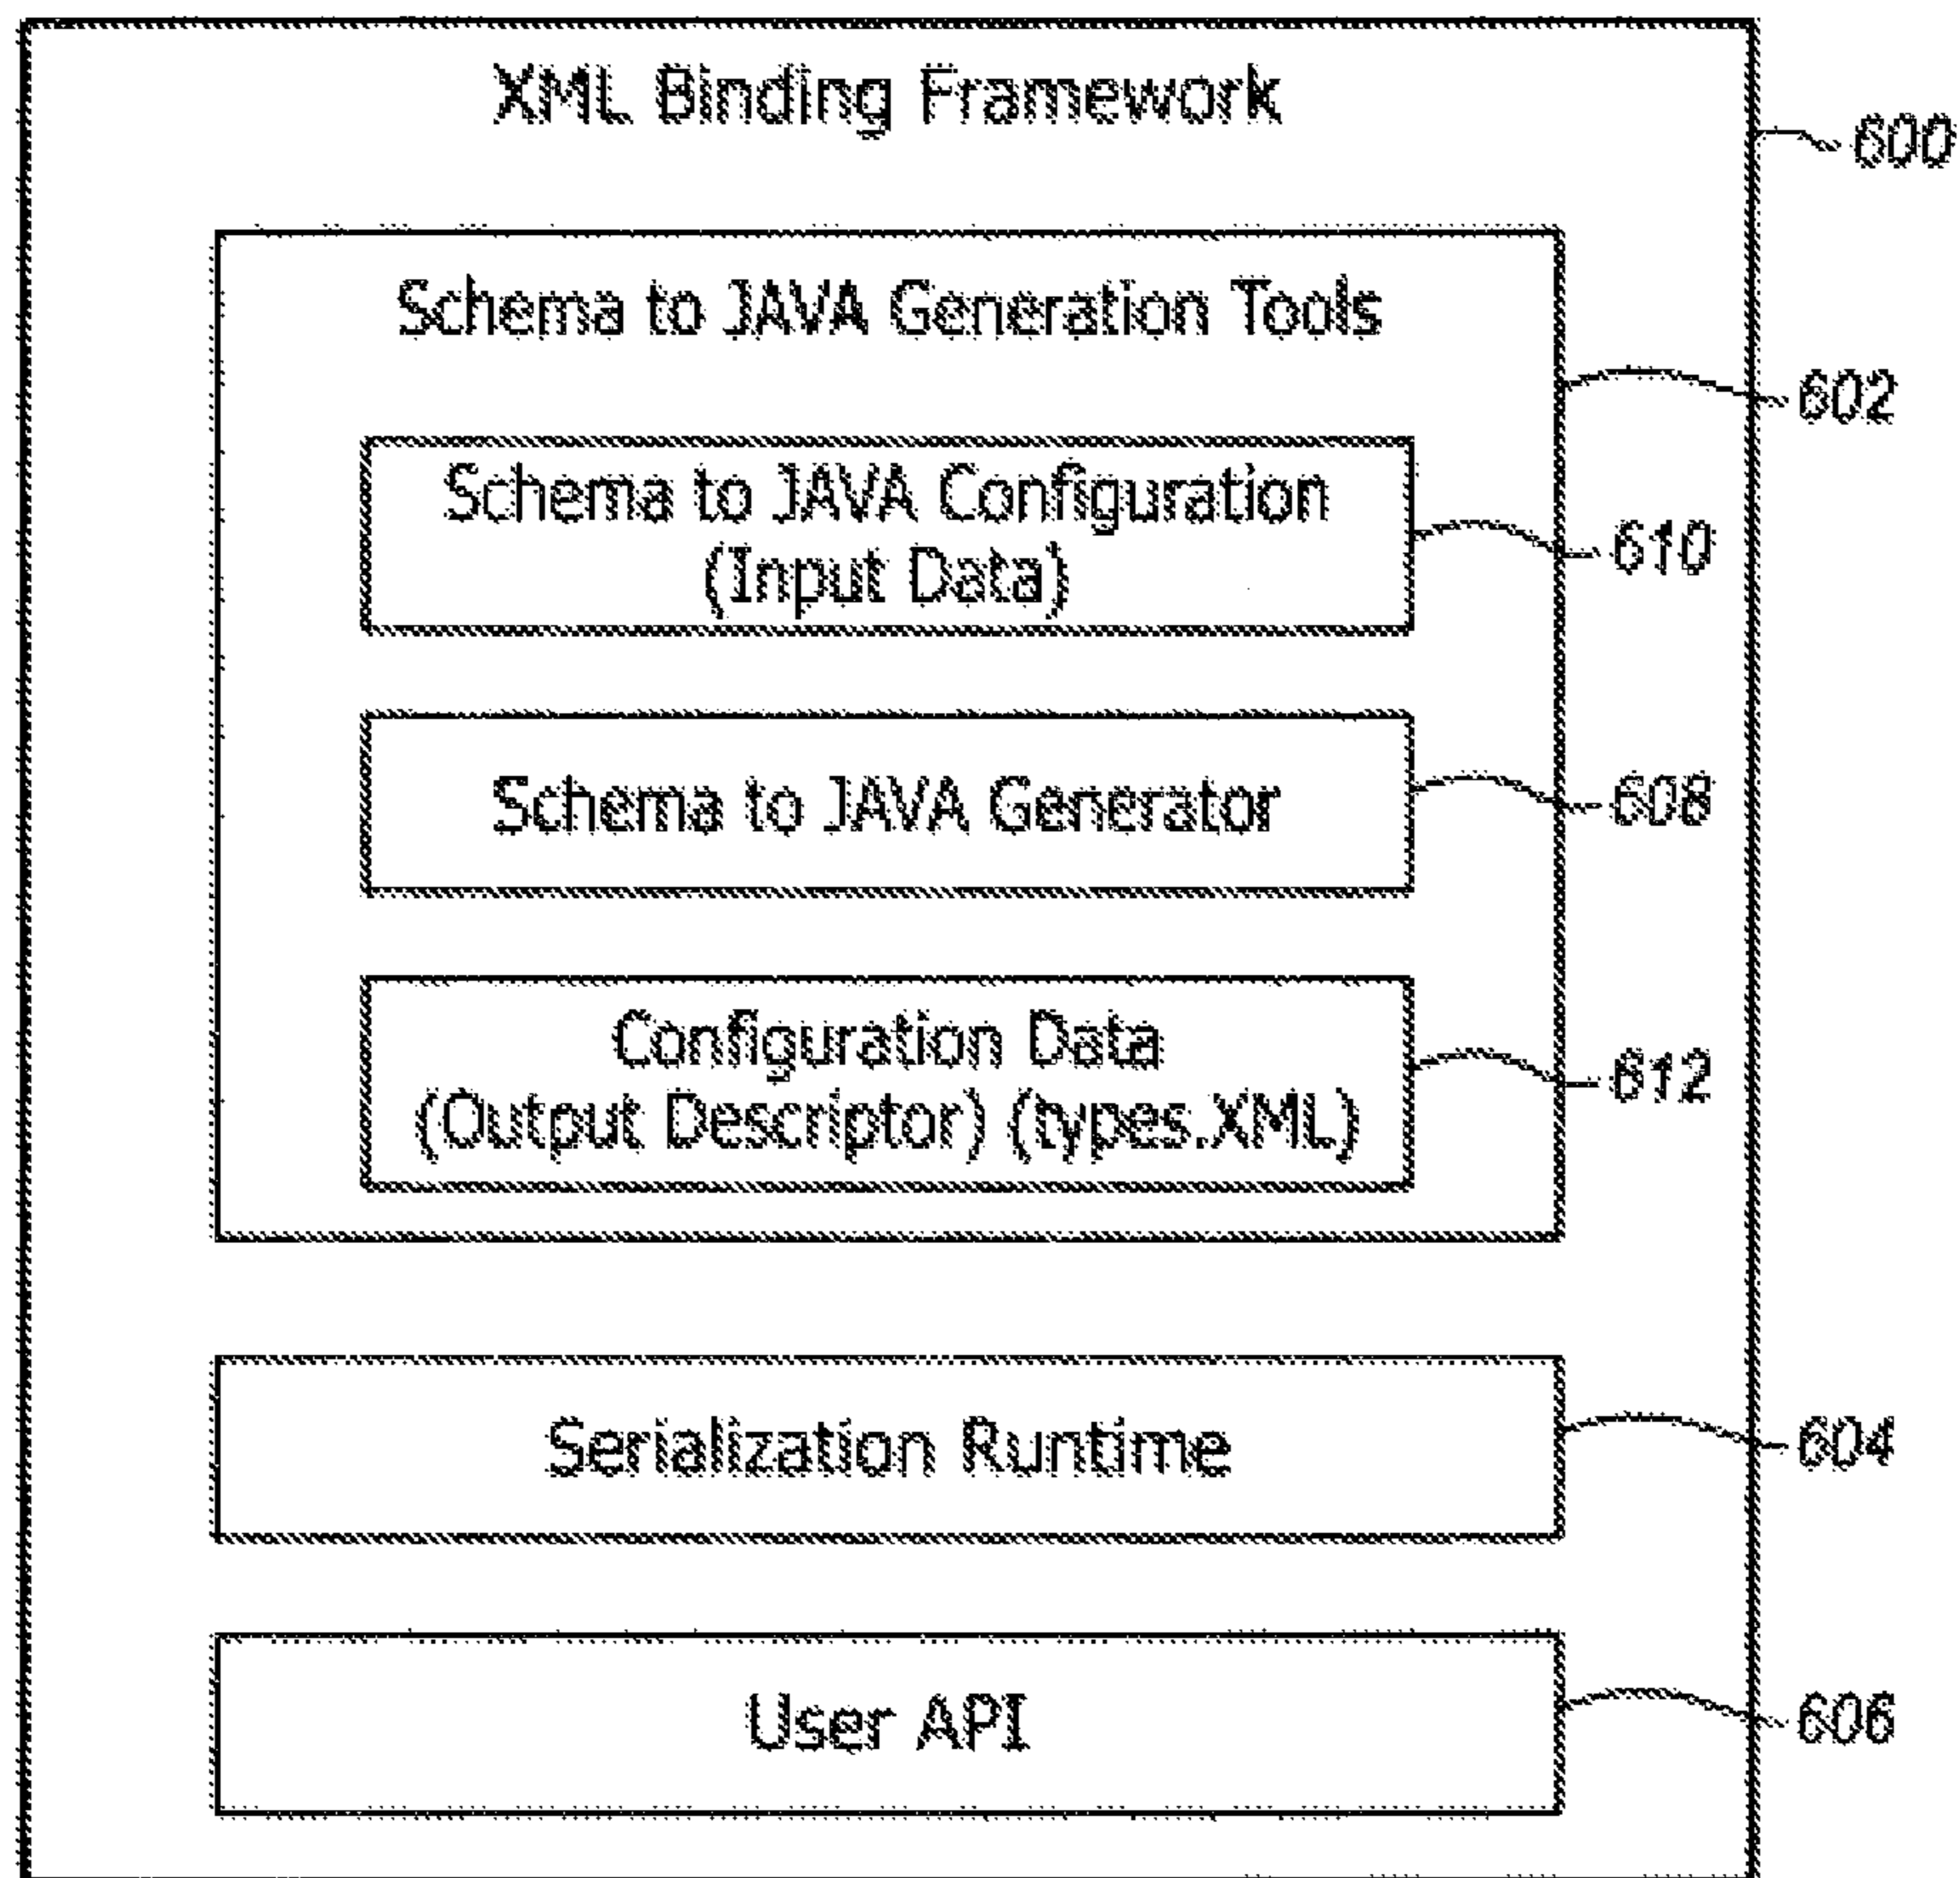 XML Binding Framework
600
Schema to JAVA Generation Tools
602
Schema to JAVA Configuration
(Input Data)
610
Schema to JAVA Generator
608
Configuration Data
(Output Descriptor) (types.XML)
612
Serialization Runtime
604
User API
606